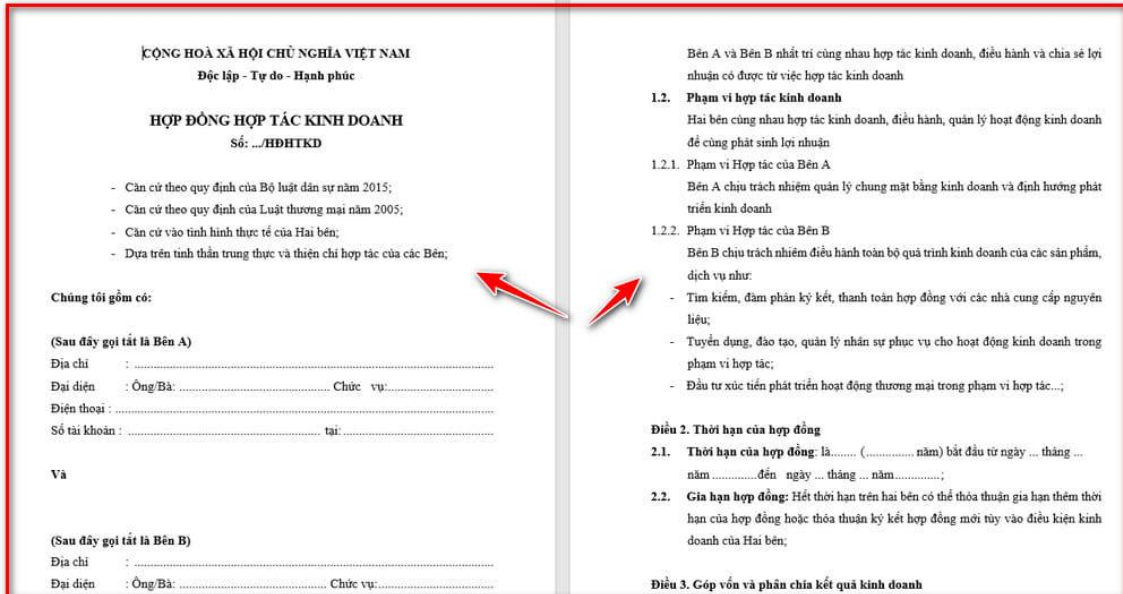 CỘNG HOÀ XÃ HỘI CHỦ NGHĨA VIỆT NAM
Độc lập - Tự do - Hạnh phúc
HỢP ĐỒNG HỢP TÁC KINH DOANH
Số: .../HĐHTKD
- Căn cứ theo quy định của Bộ luật dân sự năm 2015;
- Căn cứ theo quy định của Luật thương mại năm 2005;
- Căn cứ vào tình hình thực tế của Hai bên;
- Dựa trên tinh thần trung thực và thiện chí hợp tác của các Bên;
Chúng tôi gồm có:
(Sau đây gọi tắt là Bên A)
Địa chỉ : ................................................................
Đại diện : Ông/Bà: ........................................ Chức vụ:............................
Điện thoại : ................................................................
Số tài khoản : .................................................. tại:........................................
Và
(Sau đây gọi tắt là Bên B)
Địa chỉ : ................................................................
Đại diện : Ông/Bà: ........................................ Chức vụ:............................
Bên A và Bên B nhất trí cùng nhau hợp tác kinh doanh, điều hành và chia sẻ lợi
nhuận có được từ việc hợp tác kinh doanh
1.2. Phạm vi hợp tác kinh doanh
Hai bên cùng nhau hợp tác kinh doanh, điều hành, quản lý hoạt động kinh doanh
để cùng phát sinh lợi nhuận
1.2.1. Phạm vi Hợp tác của Bên A
Bên A chịu trách nhiệm quản lý chung mặt bằng kinh doanh và định hướng phát
triển kinh doanh
1.2.2. Phạm vi Hợp tác của Bên B
Bên B chịu trách nhiêm điều hành toàn bộ quá trình kinh doanh của các sản phẩm,
dịch vụ như:
- Tìm kiếm, đàm phán ký kết, thanh toán hợp đồng với các nhà cung cấp nguyên
liệu;
- Tuyển dụng, đào tạo, quản lý nhân sự phục vụ cho hoạt động kinh doanh trong
phạm vi hợp tác;
- Đầu tư xúc tiến phát triển hoạt động thương mại trong phạm vi hợp tác...;
Điều 2. Thời hạn của hợp đồng
2.1. Thời hạn của hợp đồng: là........ (............... năm) bắt đầu từ ngày ... tháng ...
năm ..............đến ngày ... tháng ... năm..............;
2.2. Gia hạn hợp đồng: Hết thời hạn trên hai bên có thể thỏa thuận gia hạn thêm thời
hạn của hợp đồng hoặc thỏa thuận ký kết hợp đồng mới tùy vào điều kiện kinh
doanh của Hai bên;
Điều 3. Góp vốn và phân chia kết quả kinh doanh